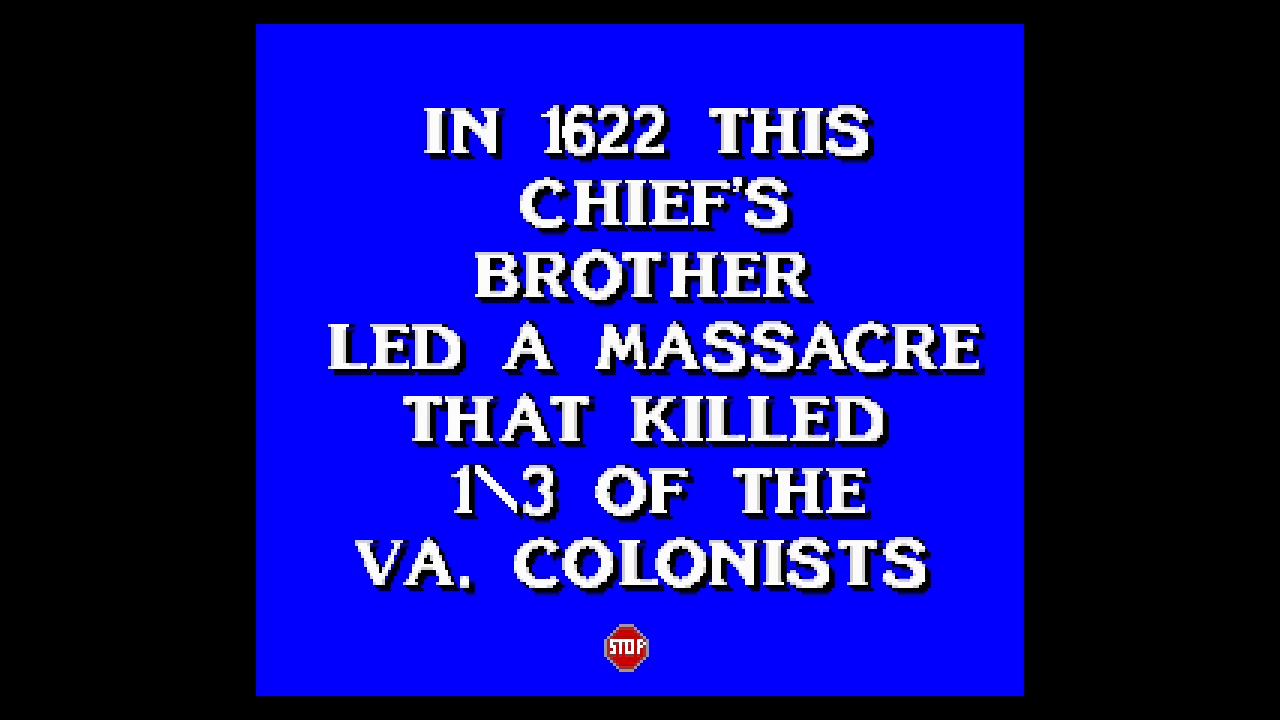 IN 1622 THIS
CHIEF'S
BROTHER
LED A MASSACRE
THAT KILLED
1\3 OF THE
VA. COLONISTS
STOP